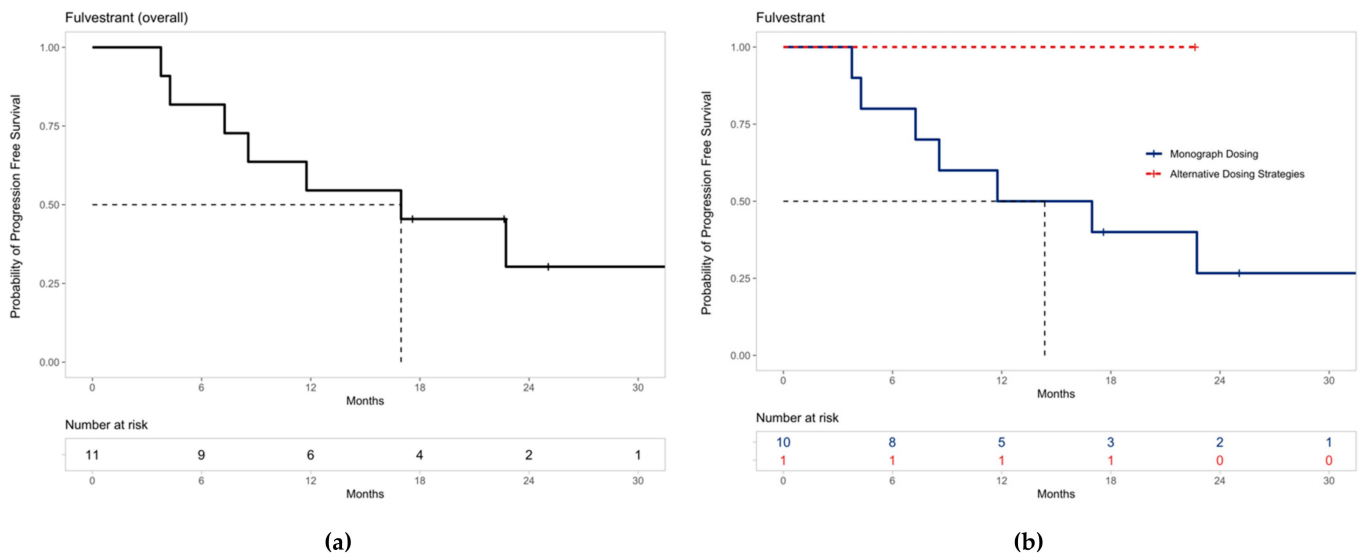 Fulvestrant (overall)
Probability of Progression Free Survival
1.00
0.75
0.50
0.25
0.00
0 6 12 18 24 30
Months
Number at risk
11 9 6 4 2 1
0 6 12 18 24 30
Months
(a)
Fulvestrant
Probability of Progression Free Survival
1.00
0.75
0.50
0.25
0.00
Monograph Dosing
Alternative Dosing Strategies
0 6 12 18 24 30
Months
Number at risk
10 8 5 3 2 1
1 1 1 1 0 0
0 6 12 18 24 30
Months
(b)